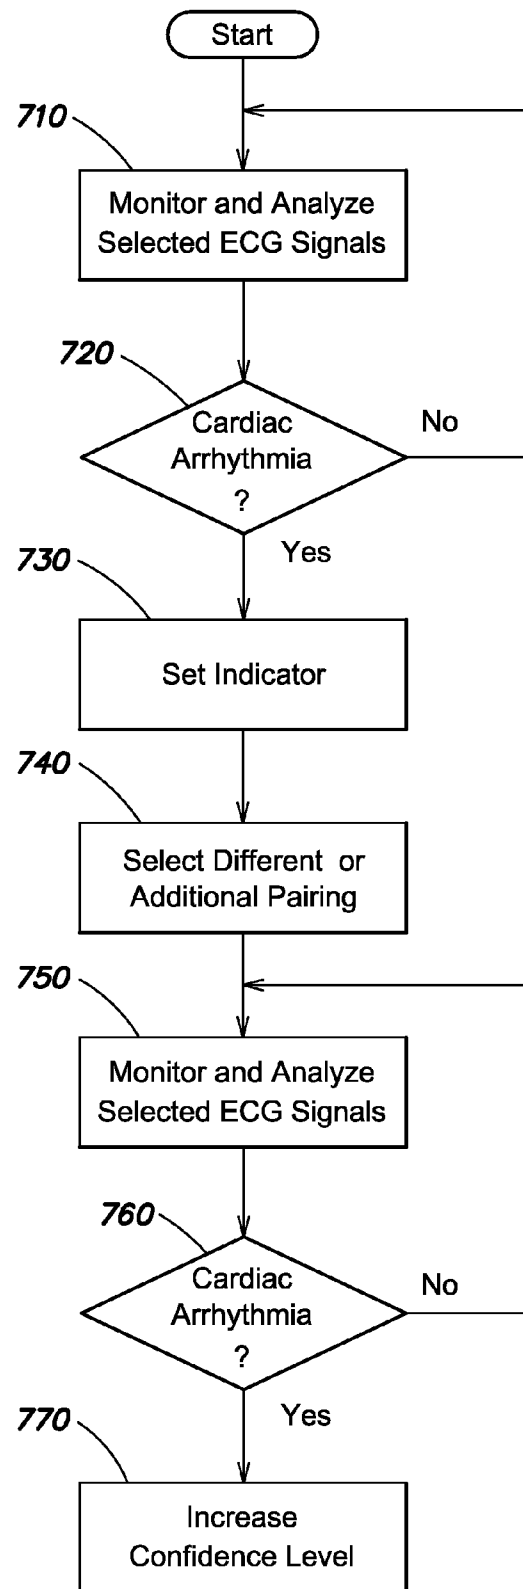 Start
710
Monitor and Analyze
Selected ECG Signals
720
Cardiac
Arrhythmia
?
No
Yes
730
Set Indicator
740
Select Different or
Additional Pairing
750
Monitor and Analyze
Selected ECG Signals
760
Cardiac
Arrhythmia
?
No
Yes
770
Increase
Confidence Level